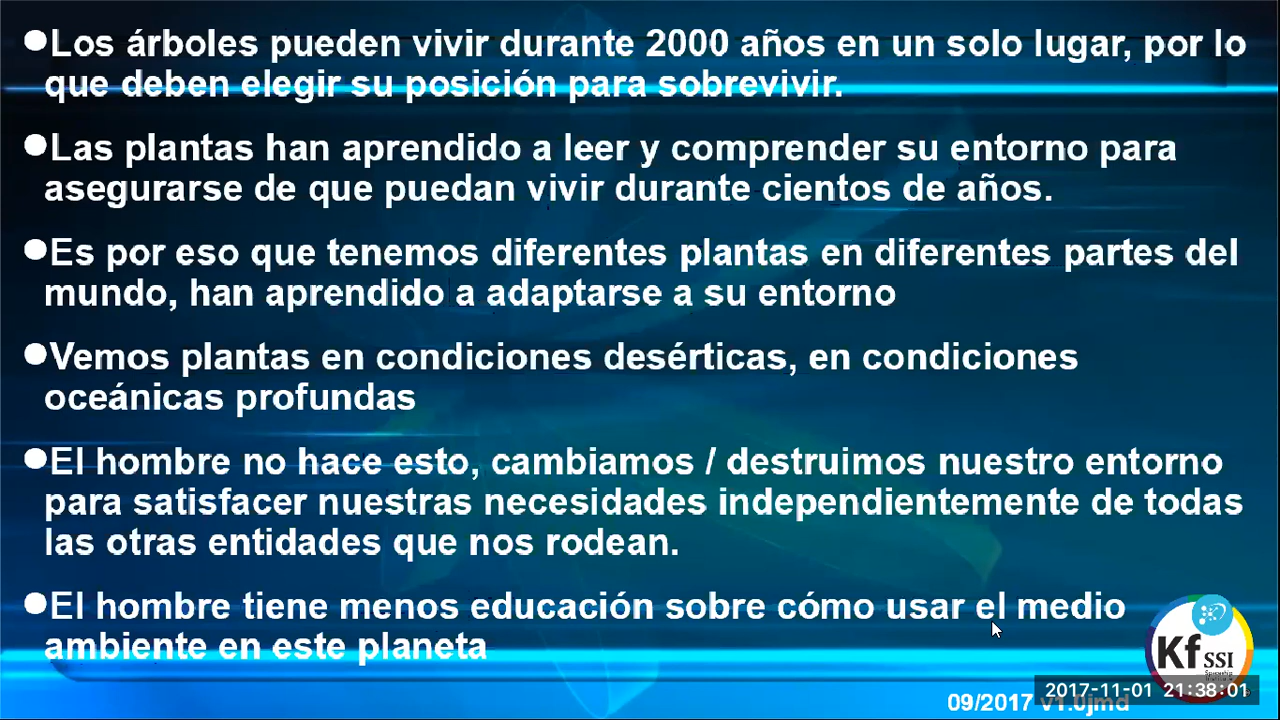 ●Los árboles pueden vivir durante 2000 años en un solo lugar, por lo
que deben elegir su posición para sobrevivir.
●Las plantas han aprendido a leer y comprender su entorno para
asegurarse de que puedan vivir durante cientos de años.
●Es por eso que tenemos diferentes plantas en diferentes partes del
mundo, han aprendido a adaptarse a su entorno
●Vemos plantas en condiciones desérticas, en condiciones
oceánicas profundas
●El hombre no hace esto, cambiamos / destruimos nuestro entorno
para satisfacer nuestras necesidades independientemente de todas
las otras entidades que nos rodean.
●El hombre tiene menos educación sobre cómo usar el medio
ambiente en este planeta
Kf SSI
Spaceship
Institute
2017-11-01 21:38:01
09/2017 v1.0jmd